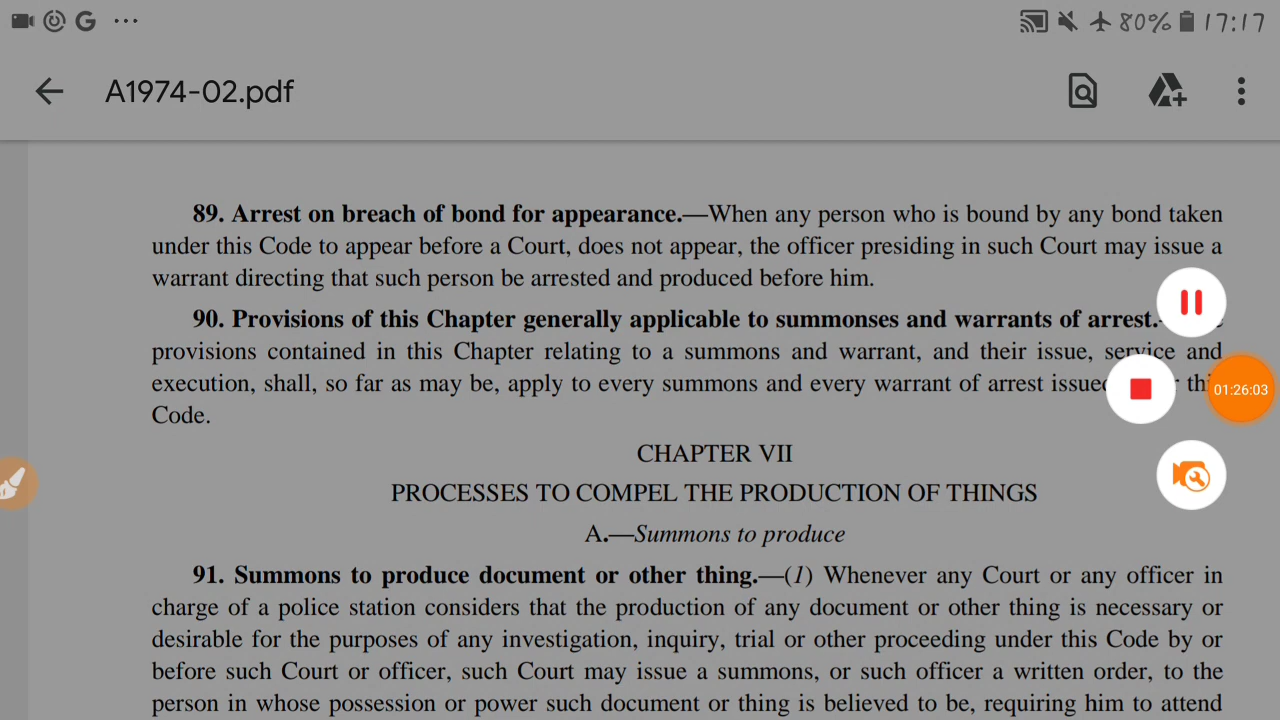 G ... 80% 17:17
A1974-02.pdf
89. Arrest on breach of bond for appearance.—When any person who is bound by any bond taken
under this Code to appear before a Court, does not appear, the officer presiding in such Court may issue a
warrant directing that such person be arrested and produced before him.
90. Provisions of this Chapter generally applicable to summonses and warrants of arrest.
provisions contained in this Chapter relating to a summons and warrant, and their issue, service and
execution, shall, so far as may be, apply to every summons and every warrant of arrest issued
01:26:03
Code.
CHAPTER VII
PROCESSES TO COMPEL THE PRODUCTION OF THINGS
A.—Summons to produce
91. Summons to produce document or other thing.—(1) Whenever any Court or any officer in
charge of a police station considers that the production of any document or other thing is necessary or
desirable for the purposes of any investigation, inquiry, trial or other proceeding under this Code by or
before such Court or officer, such Court may issue a summons, or such officer a written order, to the
person in whose possession or power such document or thing is believed to be, requiring him to attend